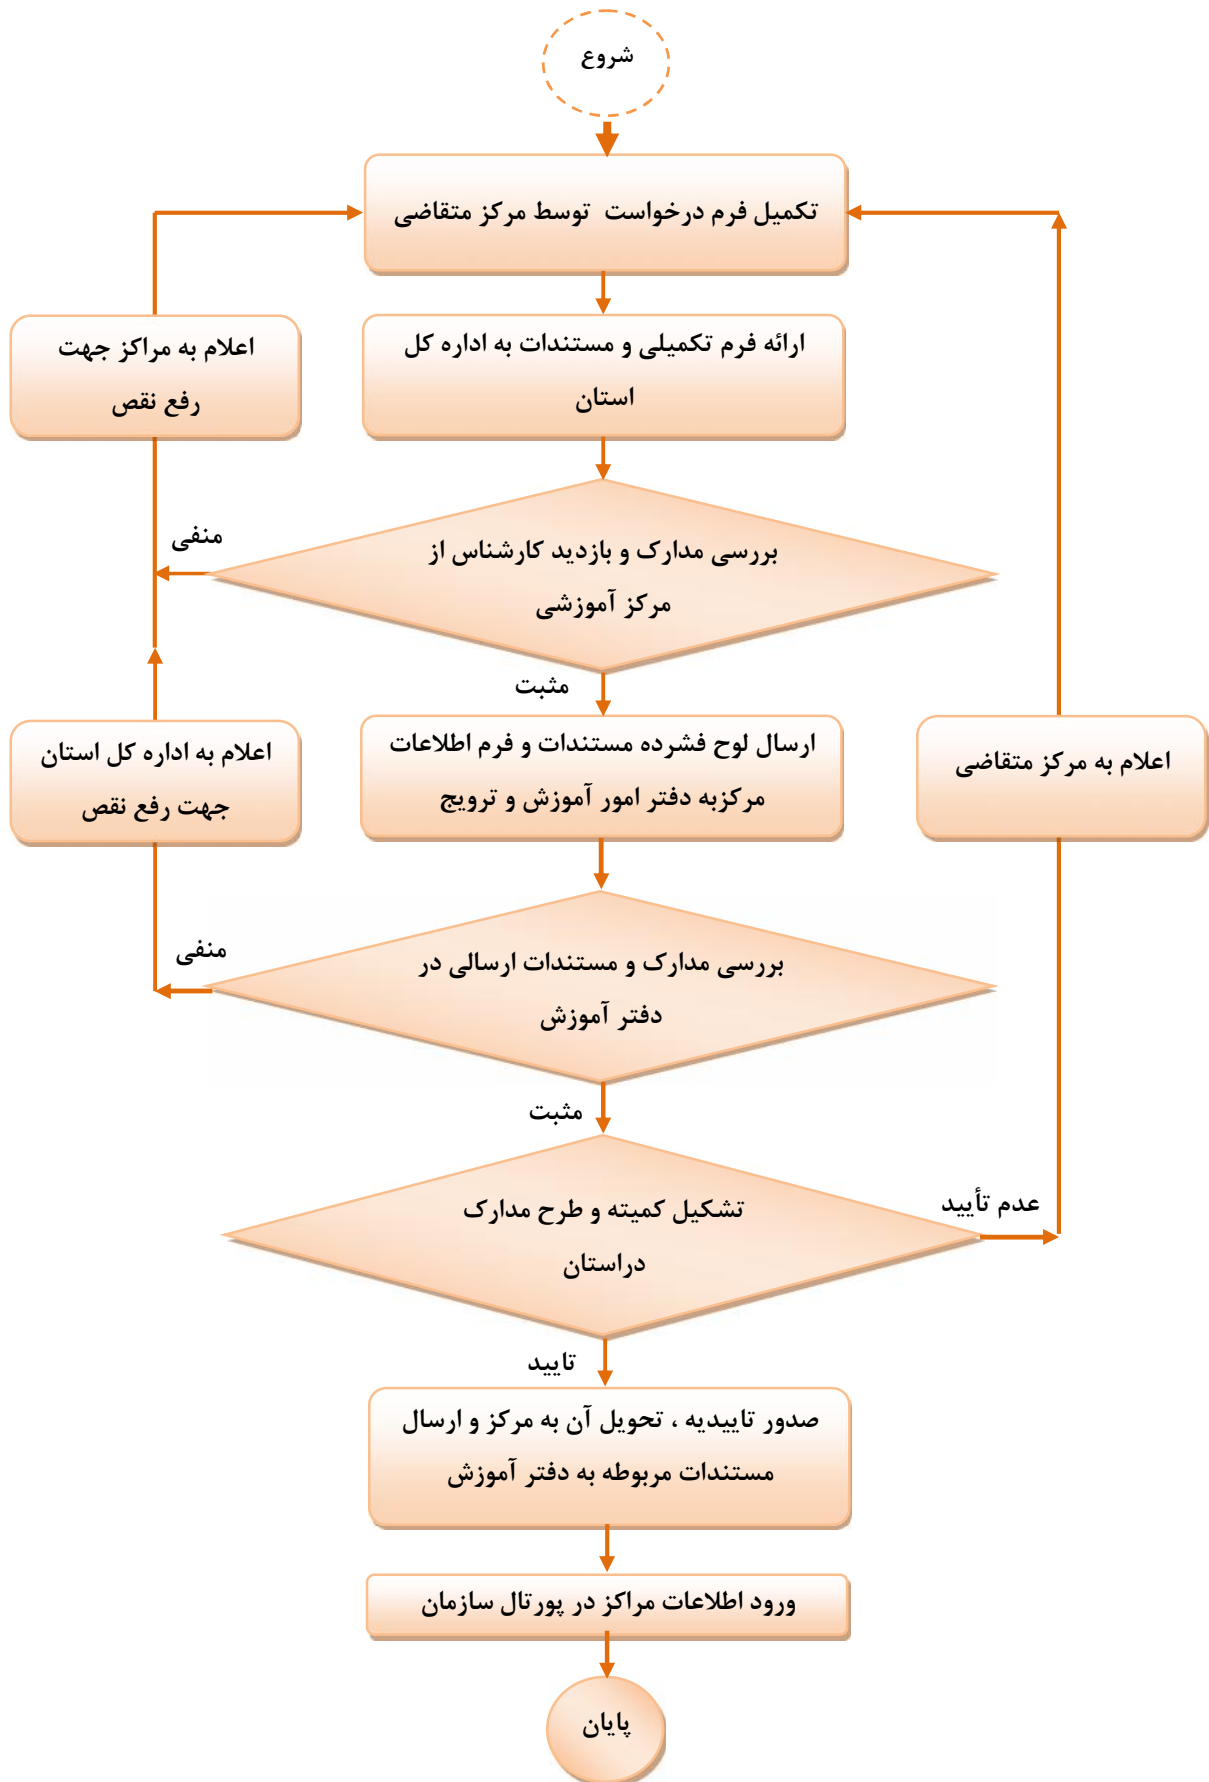 شروع
تکمیل فرم درخواست توسط مرکز متقاضی
ارائه فرم تکمیلی و مستندات به اداره کل
استان
اعلام به مراکز جهت
رفع نقص
بررسی مدارک و بازدید کارشناس از
مرکز آموزشی
منفی
مثبت
ارسال لوح فشرده مستندات و فرم اطلاعات
مرکزبه دفتر امور آموزش و ترویج
اعلام به اداره کل استان
جهت رفع نقص
اعلام به مرکز متقاضی
بررسی مدارک و مستندات ارسالی در
دفتر آموزش
منفی
مثبت
تشکیل کمیته و طرح مدارک
دراستان
عدم تأیید
تایید
صدور تاییدیه ، تحویل آن به مرکز و ارسال
مستندات مربوطه به دفتر آموزش
ورود اطلاعات مراکز در پورتال سازمان
پایان